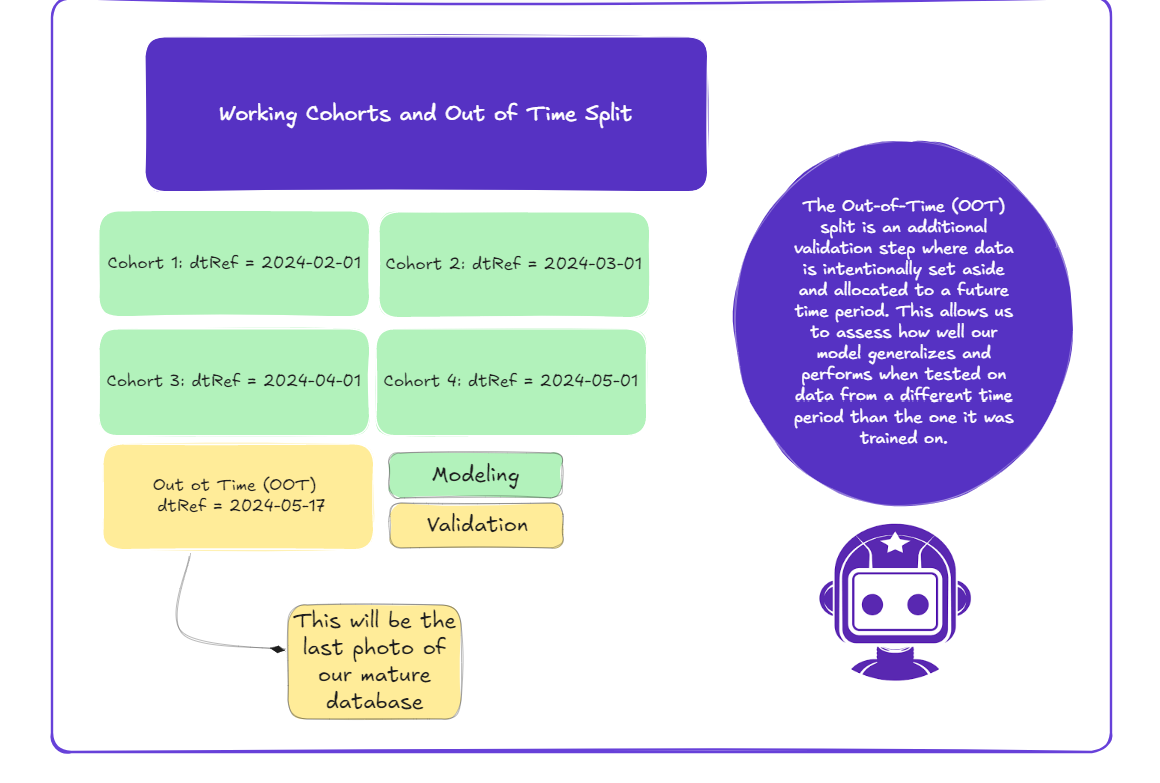 Working Cohorts and Out of Time Split
Cohort 1: dtRef = 2024-02-01
Cohort 2: dtRef = 2024-03-01
Cohort 3: dtRef = 2024-04-01
Cohort 4: dtRef = 2024-05-01
Out ot Time (OOT)
dtRef = 2024-05-17
Modeling
Validation
This will be the
last photo of
our mature
database
The Out-of-Time (OOT)
split is an additional
validation step where data
is intentionally set aside
and allocated to a future
time period. This allows us
to assess how well our
model generalizes and
performs when tested on
data from a different time
period than the one it was
trained on.